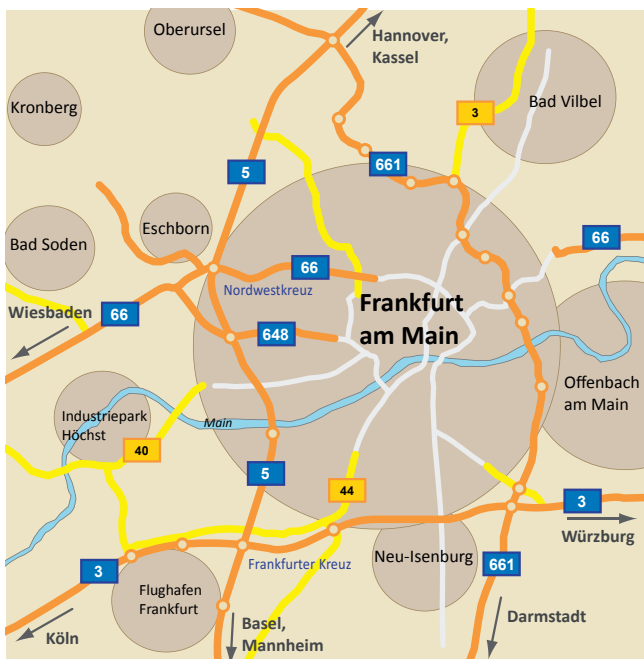 Oberursel
Hannover,
Kassel
Kronberg
Bad Vilbel
3
661
5
Eschborn
Bad Soden
66
66
Nordwestkreuz
Wiesbaden
66
Frankfurt
am Main
648
Offenbach
am Main
Industriepark
Höchst
Main
40
5
44
3
Würzburg
Neu-Isenburg
Frankfurter Kreuz
661
3
Flughafen
Frankfurt
Köln
Basel,
Mannheim
Darmstadt